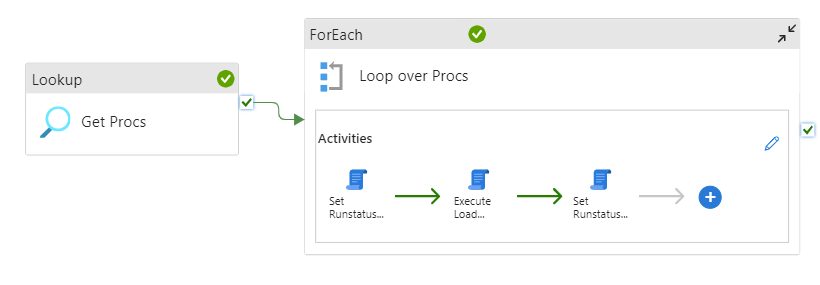 Lookup
Get Procs
ForEach
Loop over Procs
Activities
Set
Runstatus...
Execute
Load...
Set
Runstatus...